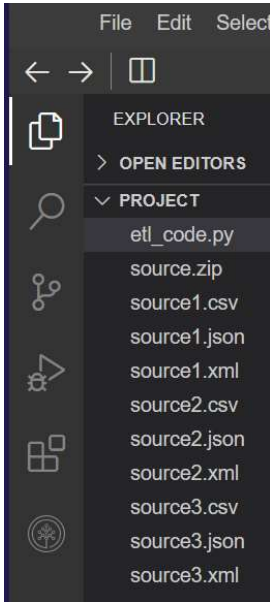 File Edit Select
EXPLORER
OPEN EDITORS
PROJECT
etl_code.py
source.zip
source1.csv
source1.json
source1.xml
source2.csv
source2.json
source2.xml
source3.csv
source3.json
source3.xml